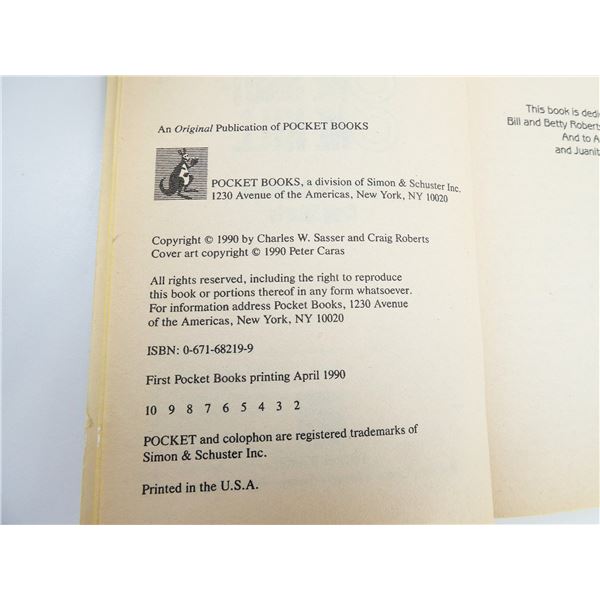 An Original Publication of POCKET BOOKS
POCKET BOOKS, a division of Simon & Schuster Inc.
1230 Avenue of the Americas, New York, NY 10020
Copyright © 1990 by Charles W. Sasser and Craig Roberts
Cover art copyright © 1990 Peter Caras
All rights reserved, including the right to reproduce
this book or portions thereof in any form whatsoever.
For information address Pocket Books, 1230 Avenue
of the Americas, New York, NY 10020
ISBN: 0-671-68219-9
First Pocket Books printing April 1990
10 9 8 7 6 5 4 3 2
POCKET and colophon are registered trademarks of
Simon & Schuster Inc.
Printed in the U.S.A.
This book is dedi
Bill and Betty Roberts
And to A
and Juanit